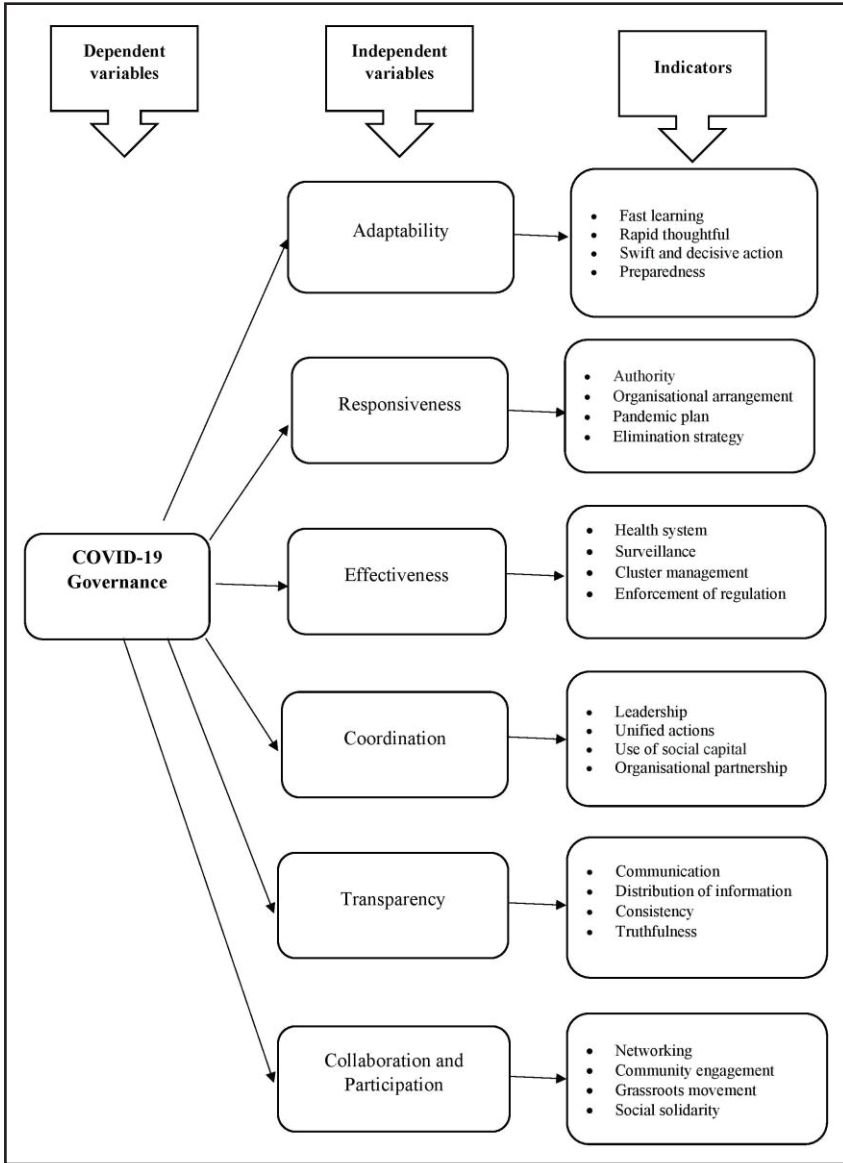 Dependent
variables
Independent
variables
Indicators
Adaptability
• Fast learning
• Rapid thoughtful
• Swift and decisive action
• Preparedness
Responsiveness
• Authority
• Organisational arrangement
• Pandemic plan
• Elimination strategy
COVID-19
Governance
Effectiveness
• Health system
• Surveillance
• Cluster management
• Enforcement of regulation
Coordination
• Leadership
• Unified actions
• Use of social capital
• Organisational partnership
Transparency
• Communication
• Distribution of information
• Consistency
• Truthfulness
Collaboration and
Participation
• Networking
• Community engagement
• Grassroots movement
• Social solidarity